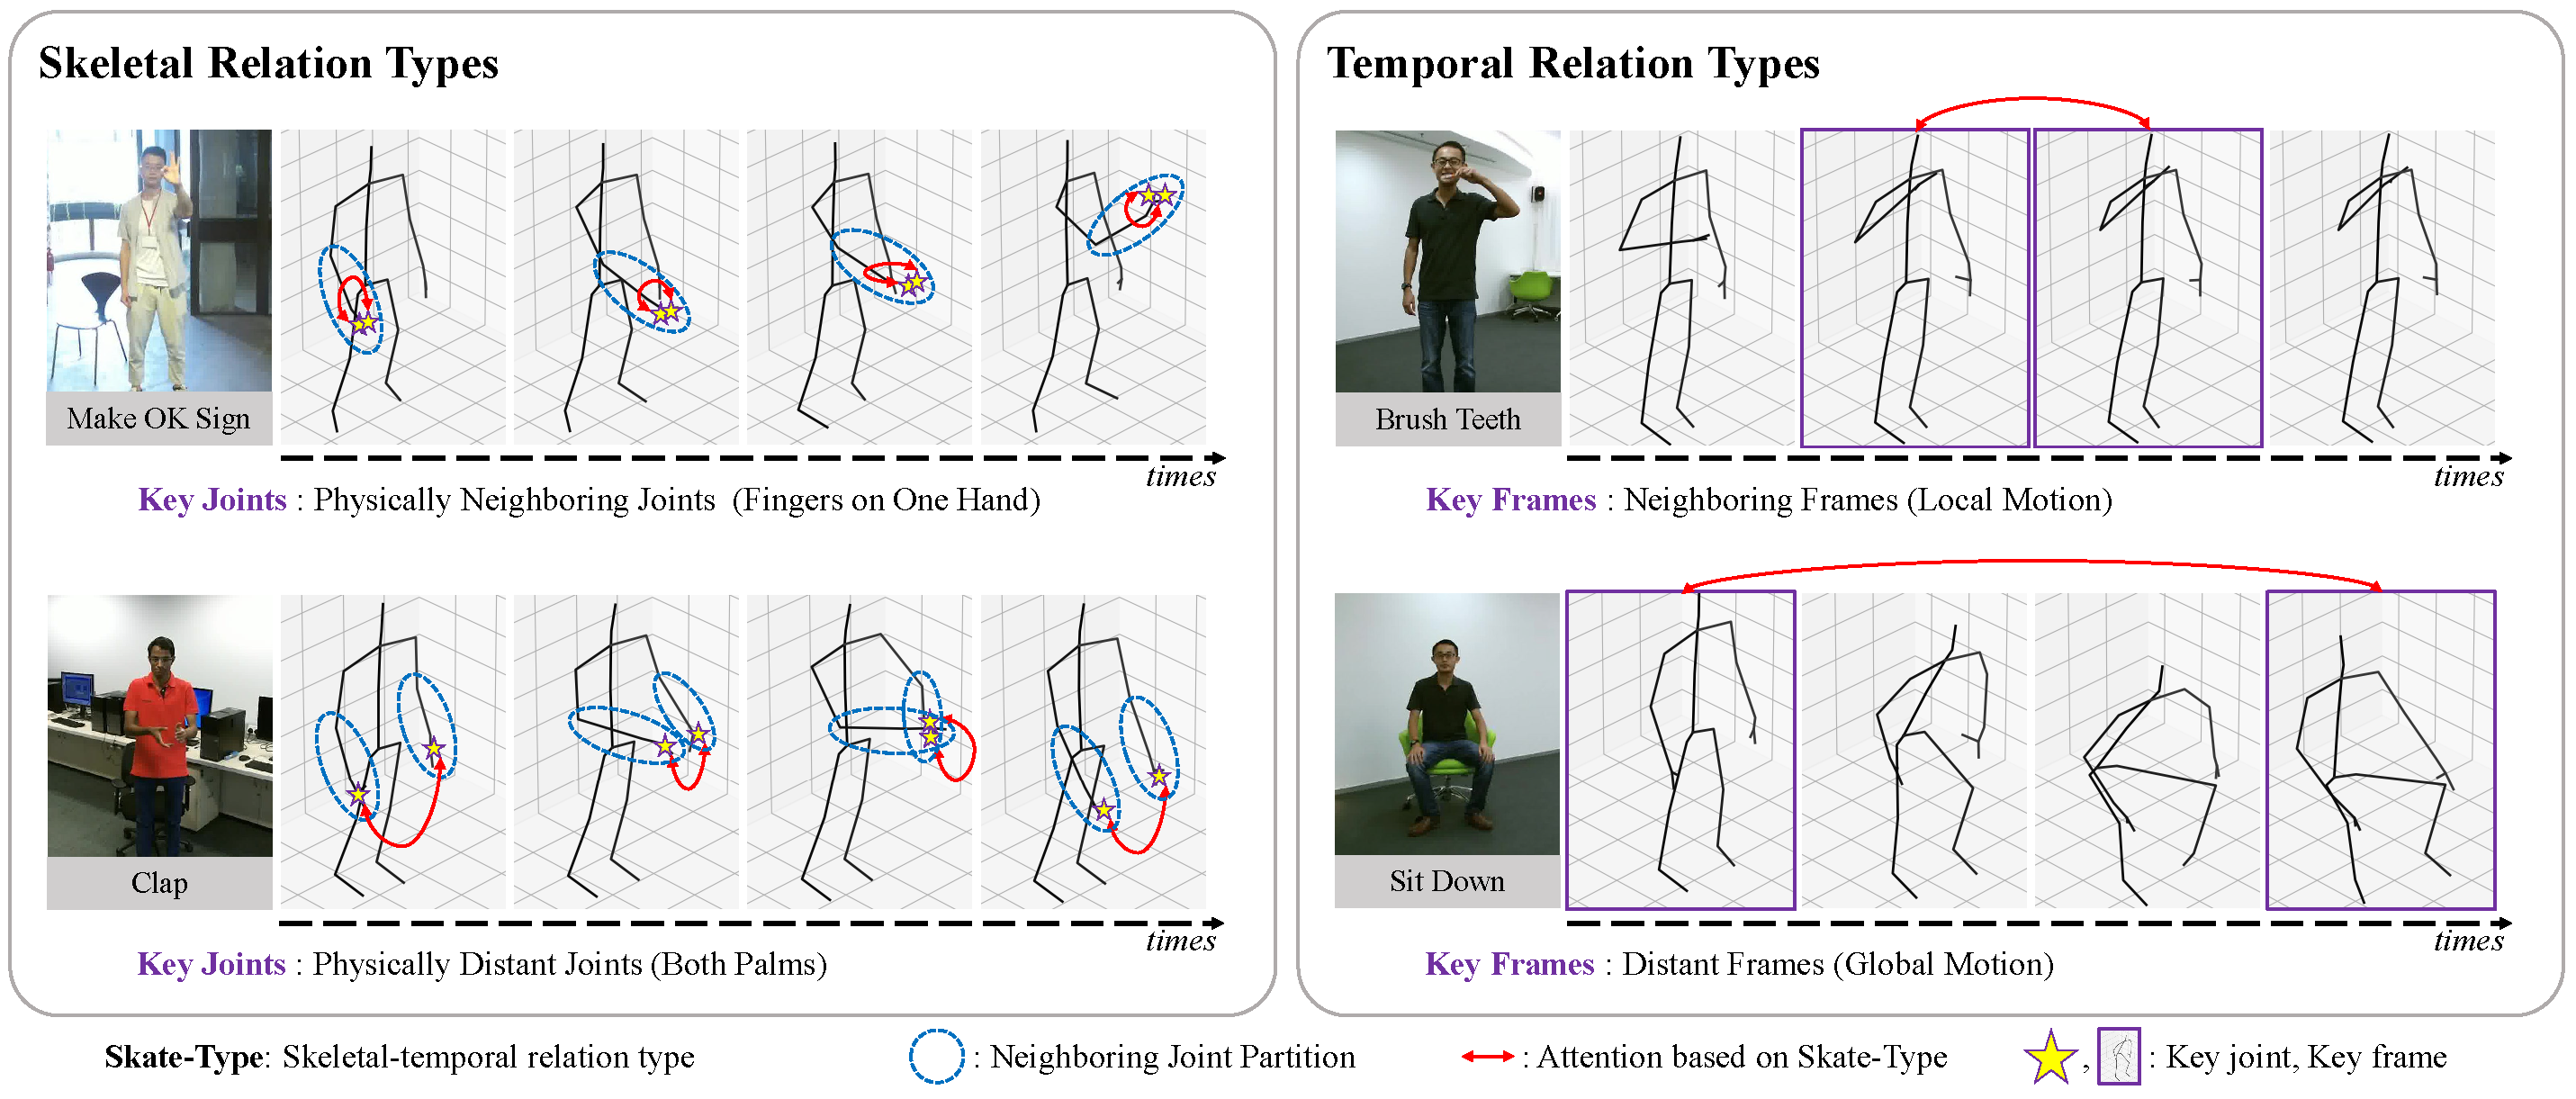 Skeletal Relation Types
Make OK Sign
times
Key Joints : Physically Neighboring Joints (Fingers on One Hand)
Clap
times
Key Joints : Physically Distant Joints (Both Palms)
Temporal Relation Types
Brush Teeth
times
Key Frames : Neighboring Frames (Local Motion)
Sit Down
times
Key Frames : Distant Frames (Global Motion)
Skate-Type: Skeletal-temporal relation type
: Neighboring Joint Partition
: Attention based on Skate-Type
, : Key joint, Key frame